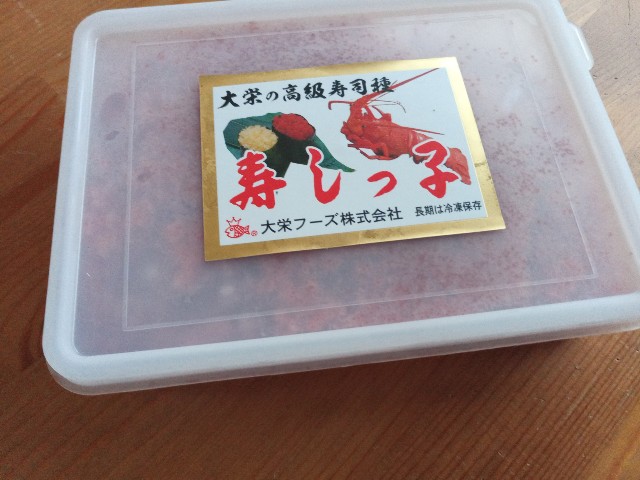 大栄の高級寿司種
寿しっ子
® 大栄フーズ株式会社 長期は冷凍保存